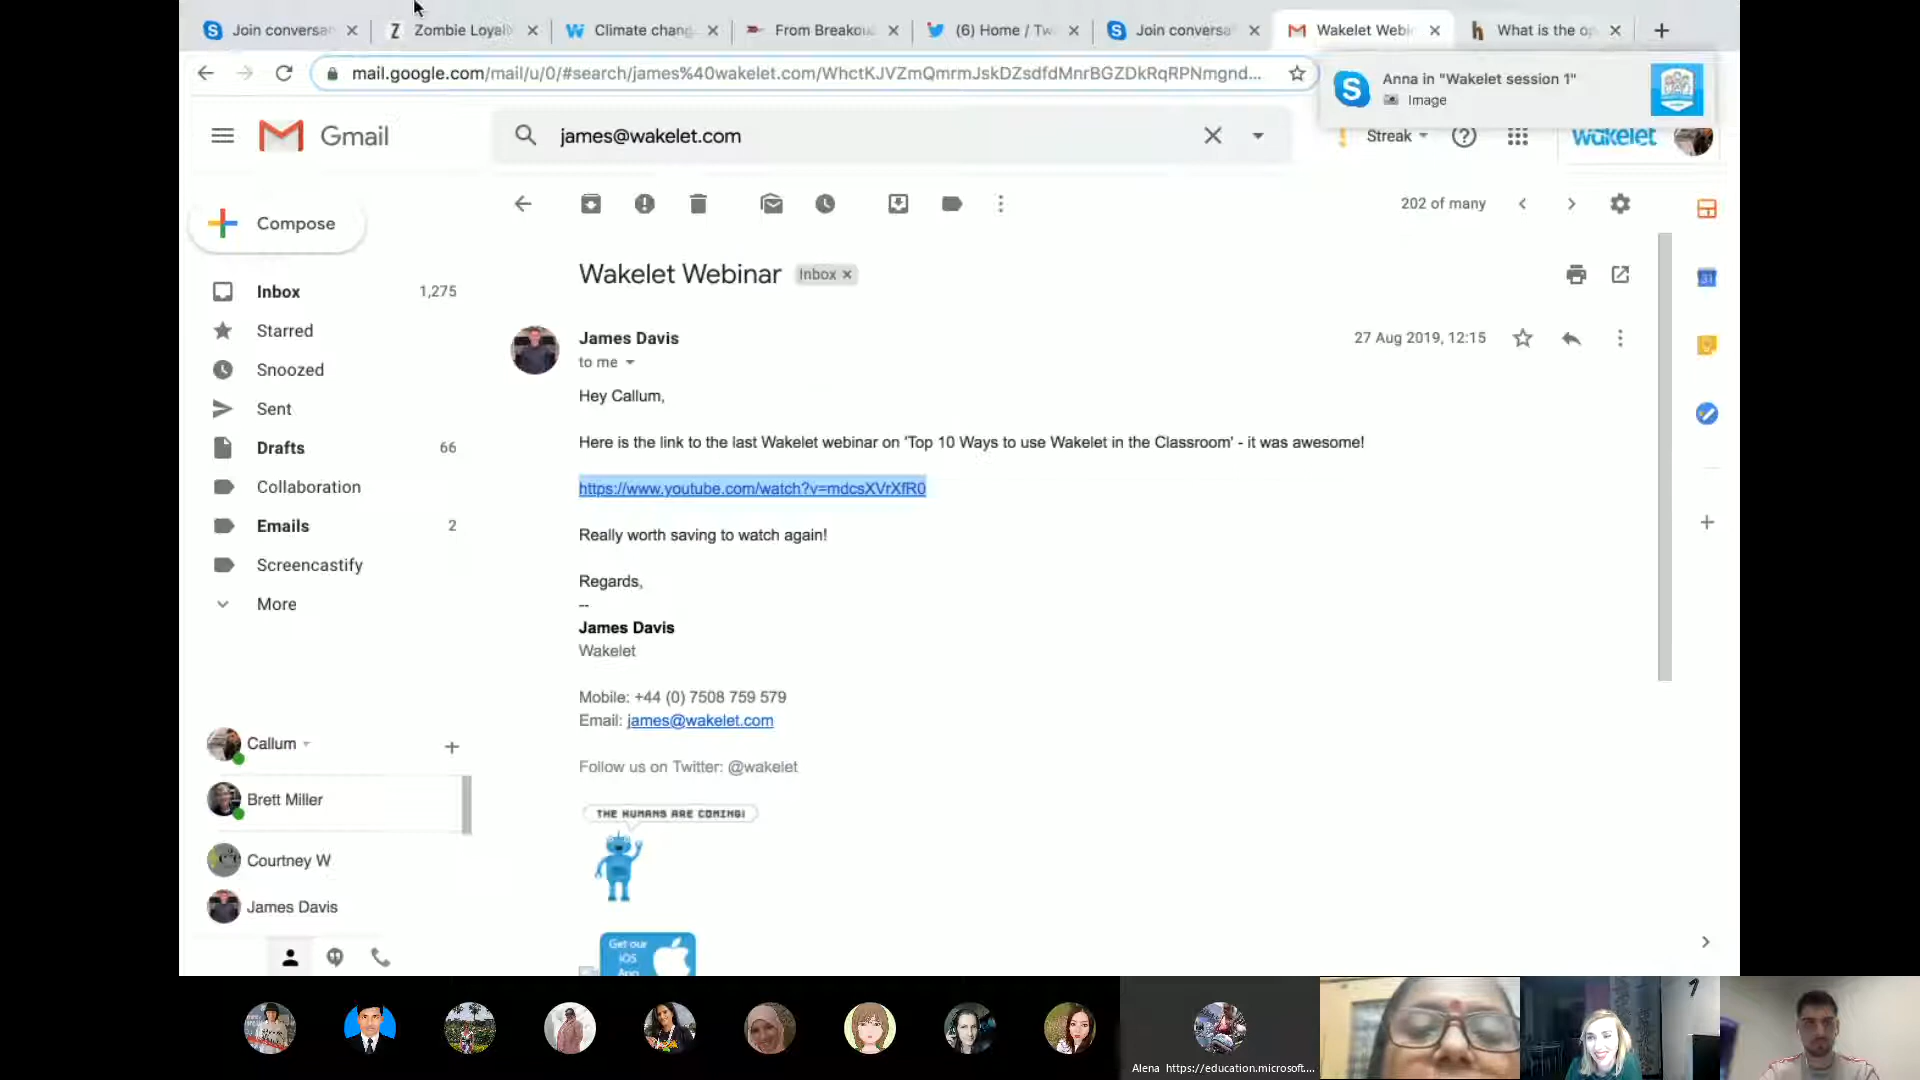 Join conversa
Zombie Loyal
Climate chang
From Breakou
(6) Home / Tw
Join conversa
Wakelet Webi
What is the o
mail.google.com/mail/u/0/#search/james%40wakelet.com/WhctKJVZmQmrmJskDZsdfdMnrBGZDkRqRPNmgnd...
Anna in "Wakelet session 1"
Image
Gmail
james@wakelet.com
Streak
wakelet
Compose
202 of many
Wakelet Webinar
Inbox
Inbox 1,275
Starred
Snoozed
Sent
Drafts 66
Collaboration
Emails 2
Screencastify
More
James Davis
27 Aug 2019, 12:15
to me
Hey Callum,
Here is the link to the last Wakelet webinar on 'Top 10 Ways to use Wakelet in the Classroom' - it was awesome!
https://www.youtube.com/watch?v=mdcsXVrXfR0
Really worth saving to watch again!
Regards,
--
James Davis
Wakelet
Mobile: +44 (0) 7508 759 579
Email: james@wakelet.com
Follow us on Twitter: @wakelet
THE HUMANS ARE COMING!
Get our
iOS
App
Callum
Brett Miller
Courtney W
James Davis
Alena https://education.microsoft....